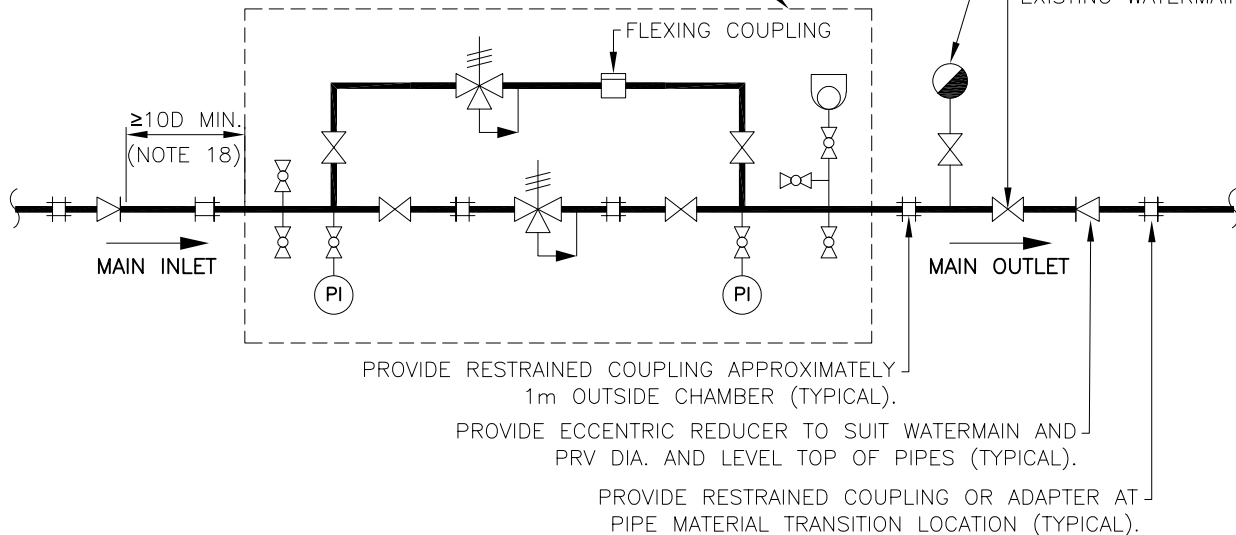 EXISTING WATERMAIN
FLEXING COUPLING
≥10D MIN.
(NOTE 18)
MAIN INLET
MAIN OUTLET
PI
PI
PROVIDE RESTRAINED COUPLING APPROXIMATELY
1m OUTSIDE CHAMBER (TYPICAL).
PROVIDE ECCENTRIC REDUCER TO SUIT WATERMAIN AND
PRV DIA. AND LEVEL TOP OF PIPES (TYPICAL).
PROVIDE RESTRAINED COUPLING OR ADAPTER AT
PIPE MATERIAL TRANSITION LOCATION (TYPICAL).